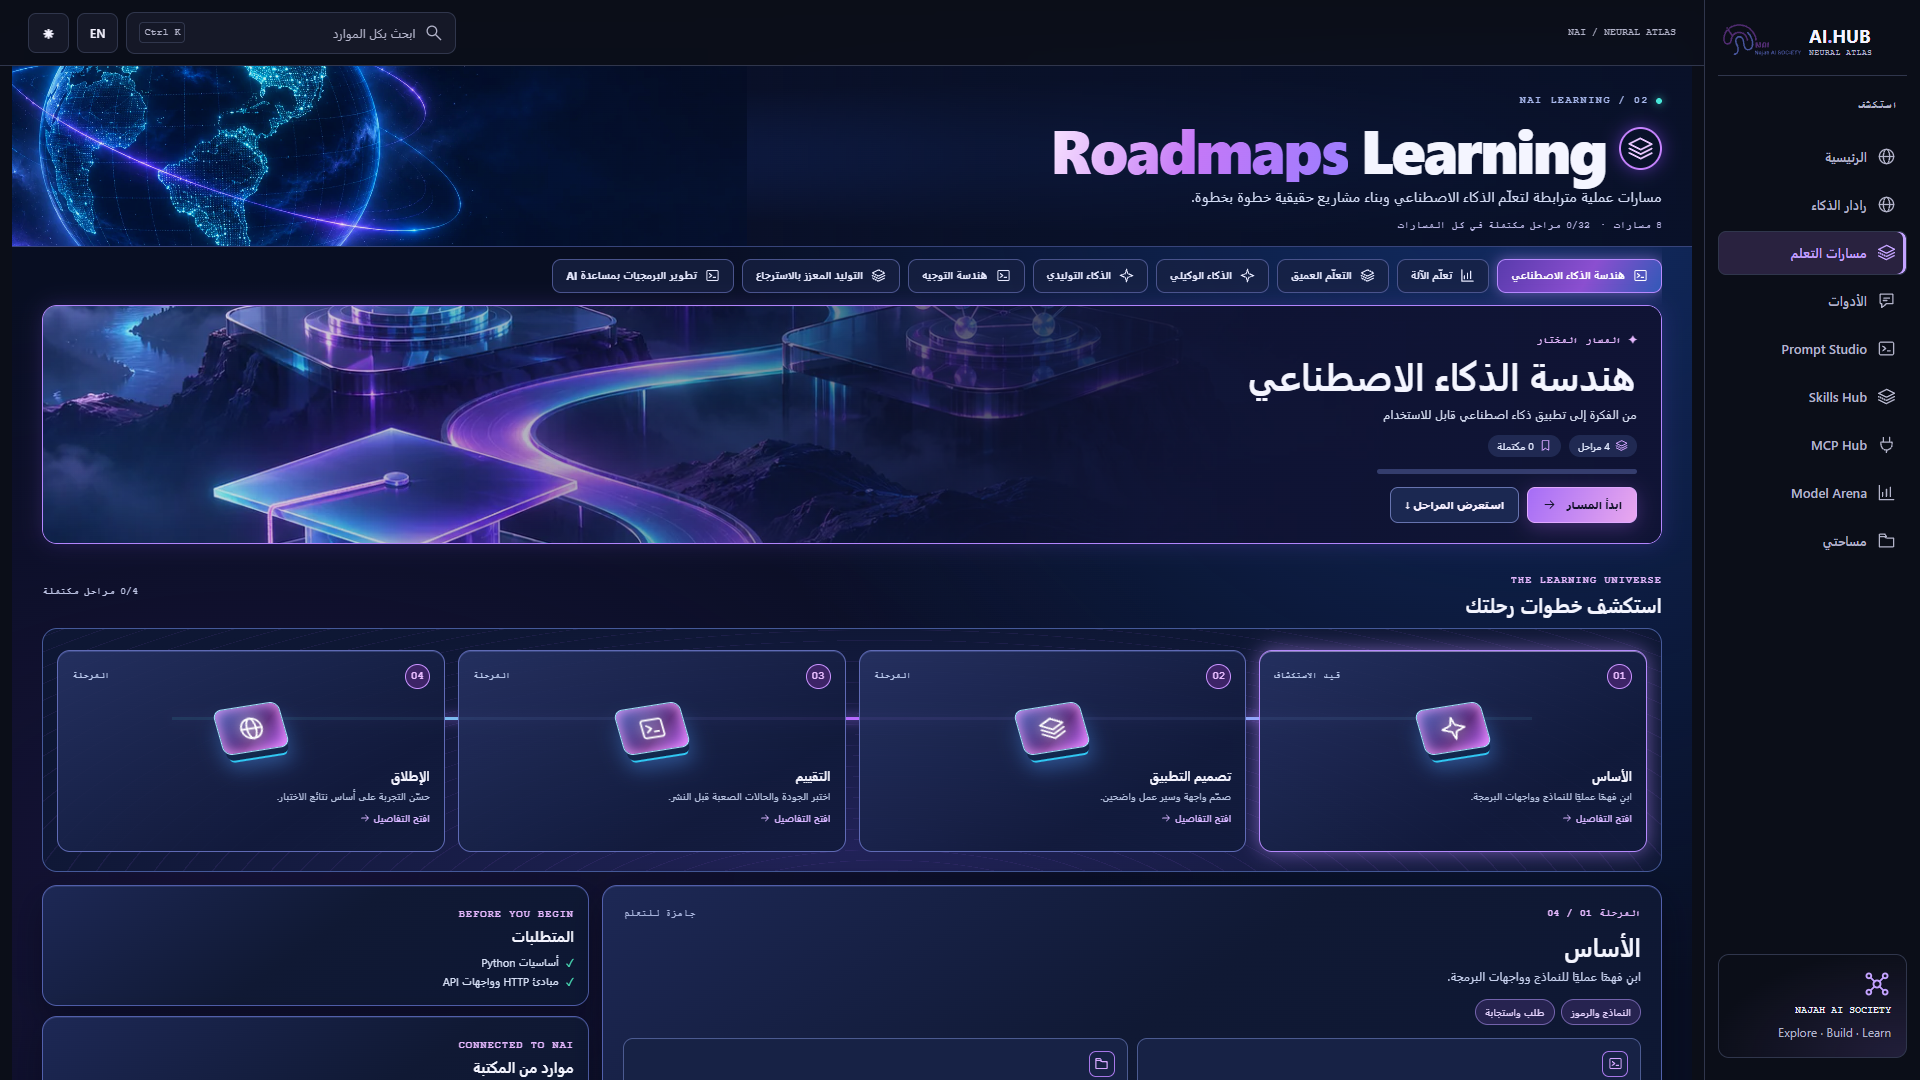 AI.HUB
NEURAL ATLAS
استكشف
الرئيسية
رادار الذكاء
مسارات التعلم
الأدوات
Prompt Studio
Skills Hub
MCP Hub
Model Arena
مساحتي
NAJAH AI SOCIETY
Explore · Build · Learn
NAI / NEURAL ATLAS
ابحث بكل الموارد
Ctrl K
EN
NAI LEARNING / 02
Roadmaps Learning
مسارات عملية مترابطة لتعلّم الذكاء الاصطناعي وبناء مشاريع حقيقية خطوة بخطوة.
8 مسارات · 0/32 مراحل مكتملة في كل المسارات
هندسة الذكاء الاصطناعي
تعلّم الآلة
التعلّم العميق
الذكاء الوكيلي
الذكاء التوليدي
هندسة التوجيه
التوليد المعزز بالاسترجاع
تطوير البرمجيات بمساعدة AI
✦ المسار المختار
هندسة الذكاء الاصطناعي
من الفكرة إلى تطبيق ذكاء اصطناعي قابل للاستخدام
4 مراحل
0 مكتملة
ابدأ المسار →
استعرض المراحل ↓
THE LEARNING UNIVERSE
استكشف خطوات رحلتك
0/4 مراحل مكتملة
01
قيد الاستكشاف
الأساس
ابنِ فهمًا عمليًا للنماذج وواجهات البرمجة.
افتح التفاصيل →
02
المرحلة
تصميم التطبيق
صمّم واجهة وسير عمل واضحين.
افتح التفاصيل →
03
المرحلة
التقييم
اختبر الجودة والحالات الصعبة قبل النشر.
افتح التفاصيل →
04
المرحلة
الإطلاق
حسّن التجربة على أساس نتائج الاختبار.
افتح التفاصيل →
المرحلة 01 / 04
جاهزة للتعلم
الأساس
ابنِ فهمًا عمليًا للنماذج وواجهات البرمجة.
النماذج والرموز
طلب واستجابة
BEFORE YOU BEGIN
المتطلبات
✓ أساسيات Python
✓ مبادئ HTTP وواجهات API
CONNECTED TO NAI
موارد من المكتبة